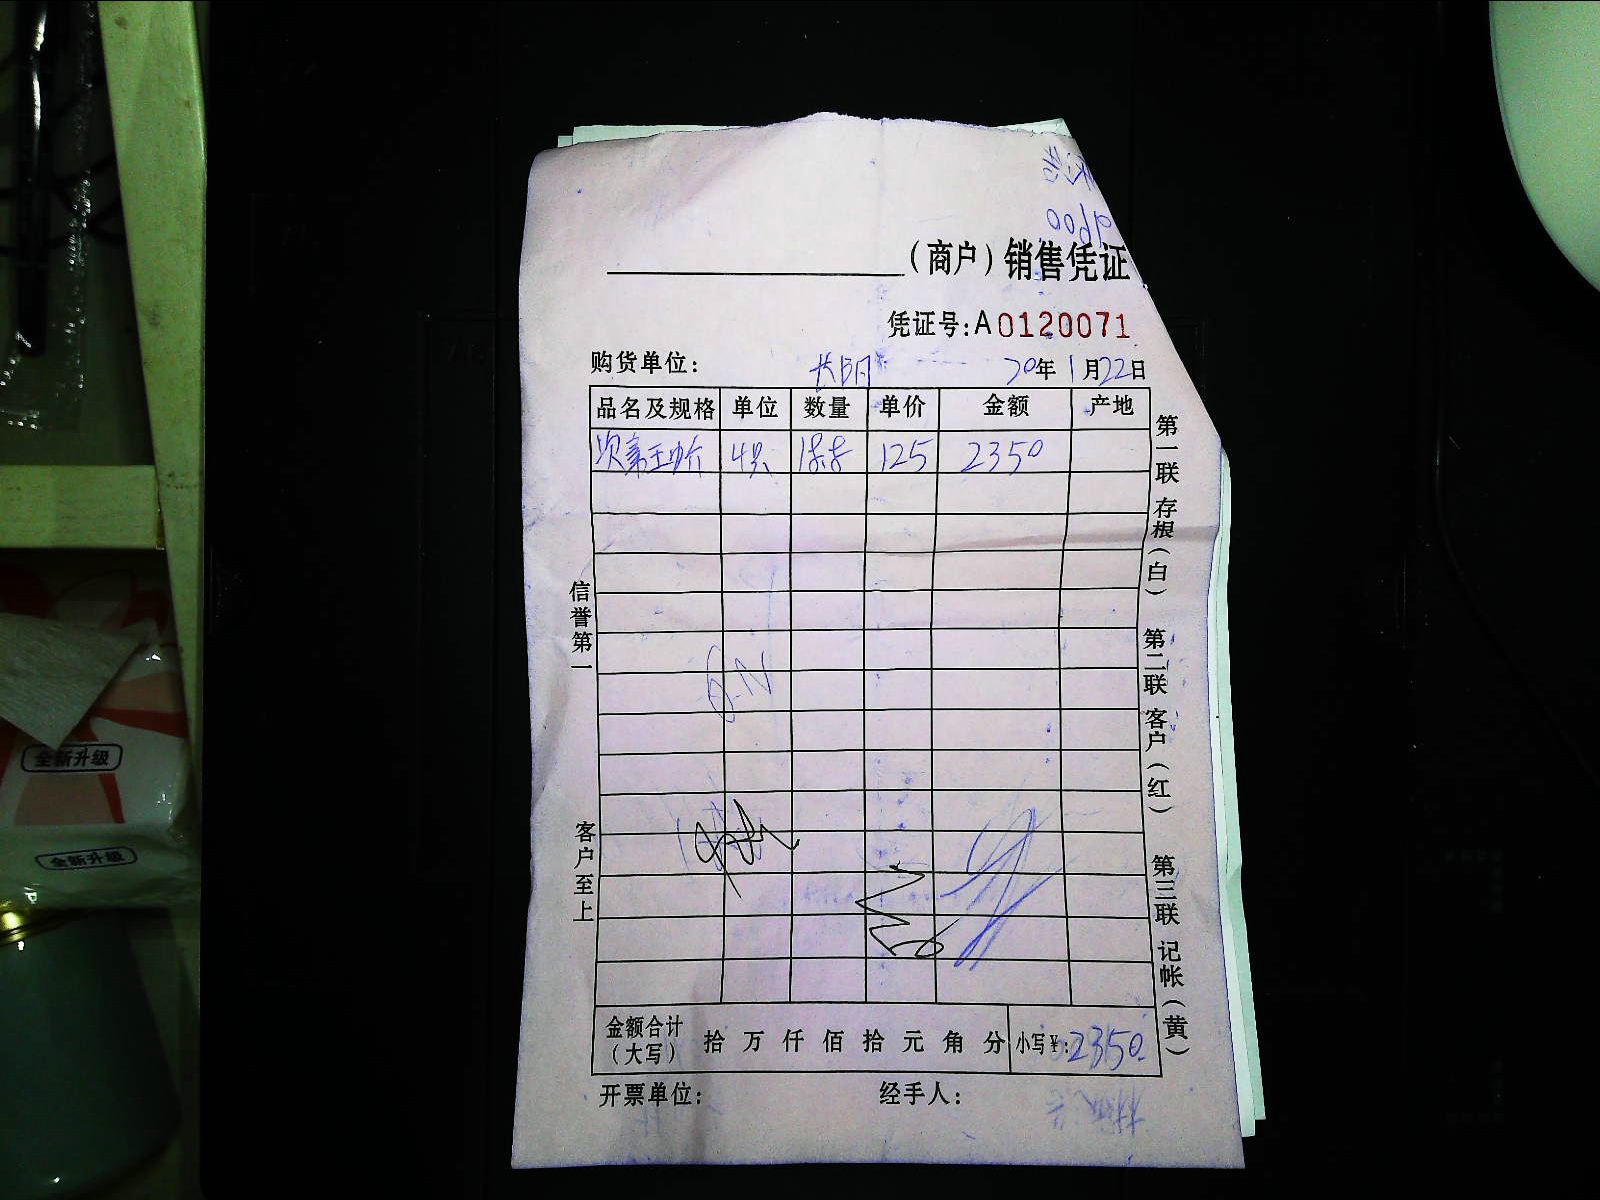 （商户）销售凭证
凭证号:A0120071
购货单位: 20年1月22日
品名及规格 单位 数量 单价 金额 产地
125 2350
金额合计（大写） 拾 万 仟 佰 拾 元 角 分 小写¥: 2350.
开票单位: 经手人:
信誉第一
客户至上
第一联 存根（白）
第二联 客户（红）
第三联 记帐（黄）
全新升级
全新升级